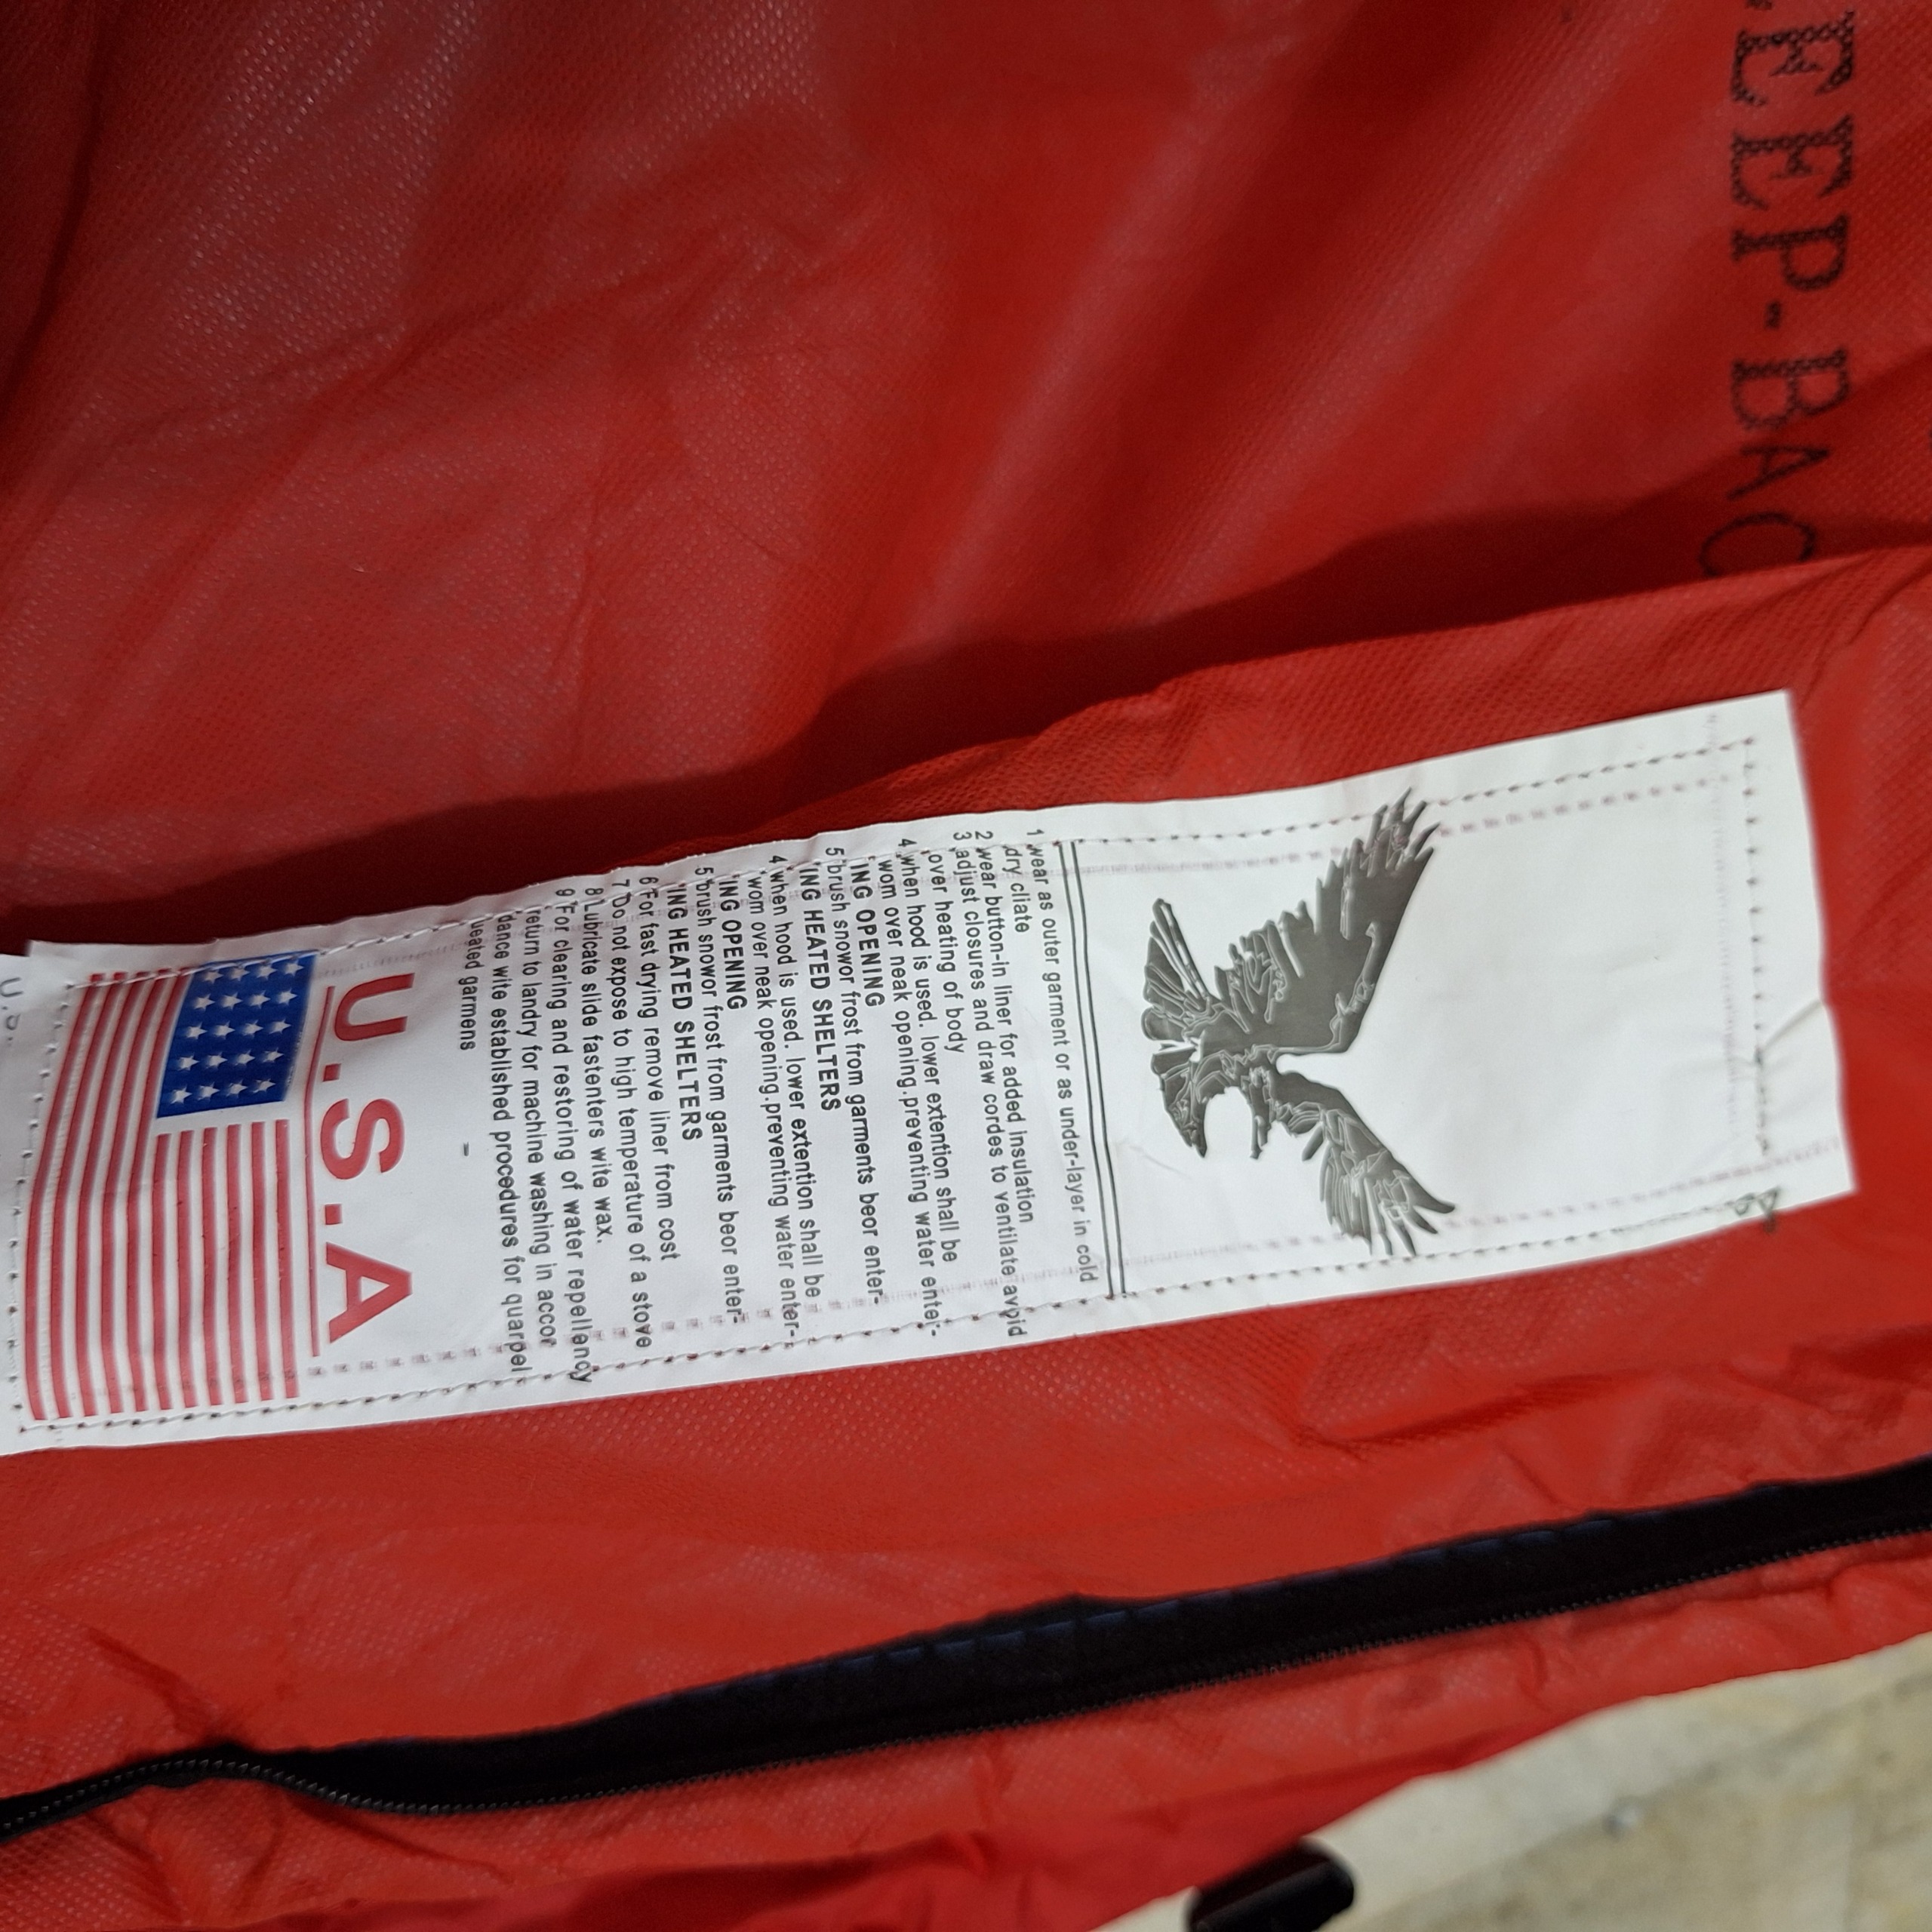 EEP-BAG
1 wear as outer garment or as under-layer in cold
dry cliate
2 wear button-in liner for added insulation
3 adjust closures and draw cordes to ventilate avoid
over heating of body
4 when hood is used. lower extention shall be
wom over neak opening.preventing water enter-
'ING OPENING
5 brush snowor frost from garments beor enter-
'ING HEATED SHELTERS
4 when hood is used. lower extention shall be
wom over neak opening.preventing water enter-
'ING OPENING
5 brush snowor frost from garments beor enter-
'ING HEATED SHELTERS
6 For fast drying remove liner from cost
7 Do not expose to high temperature of a stove
8 Lubricate slide fastenters wite wax.
9 For clearing and restoring of water repellency
return to landry for machine washing in accor
dance wite established procedures for quarpel
ueated garmens
U.S.A